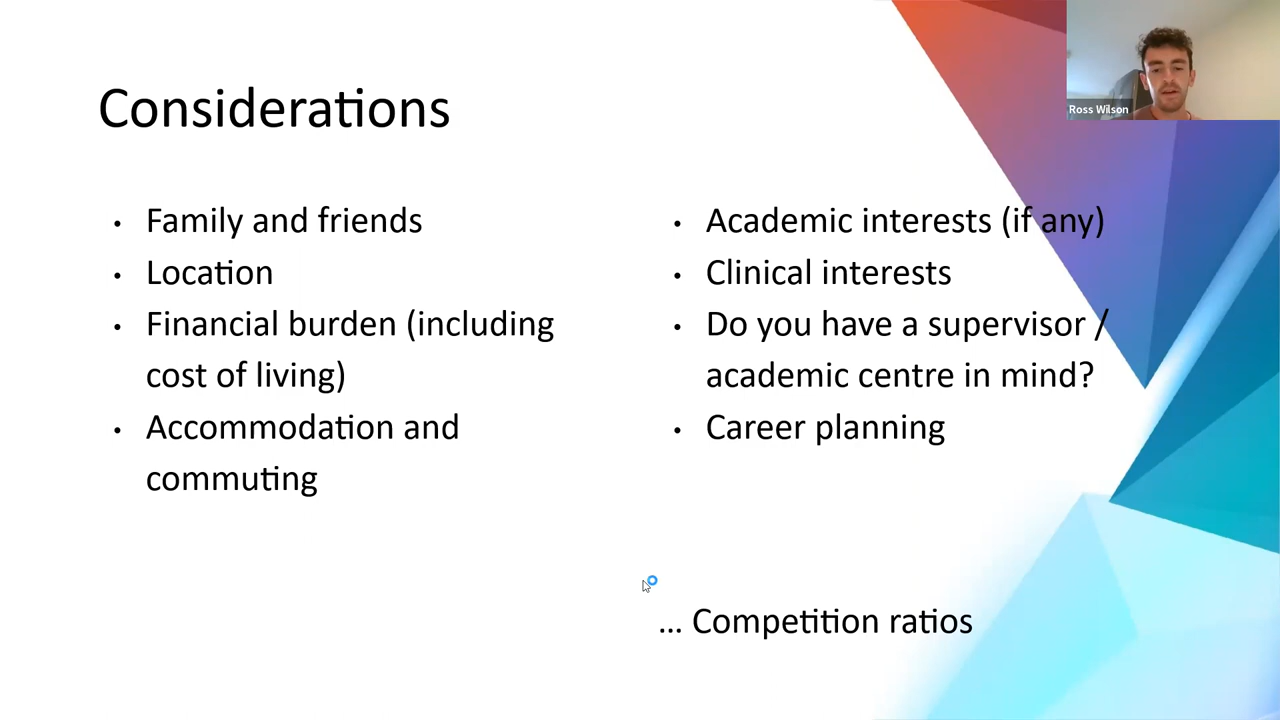 Considerations
Ross Wilson
• Family and friends
• Location
• Financial burden (including
cost of living)
• Accommodation and
commuting
• Academic interests (if any)
• Clinical interests
• Do you have a supervisor /
academic centre in mind?
• Career planning
... Competition ratios